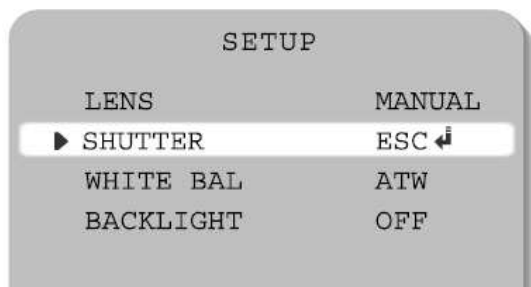 SETUP
LENS MANUAL
SHUTTER ESC
WHITE BAL ATW
BACKLIGHT OFF